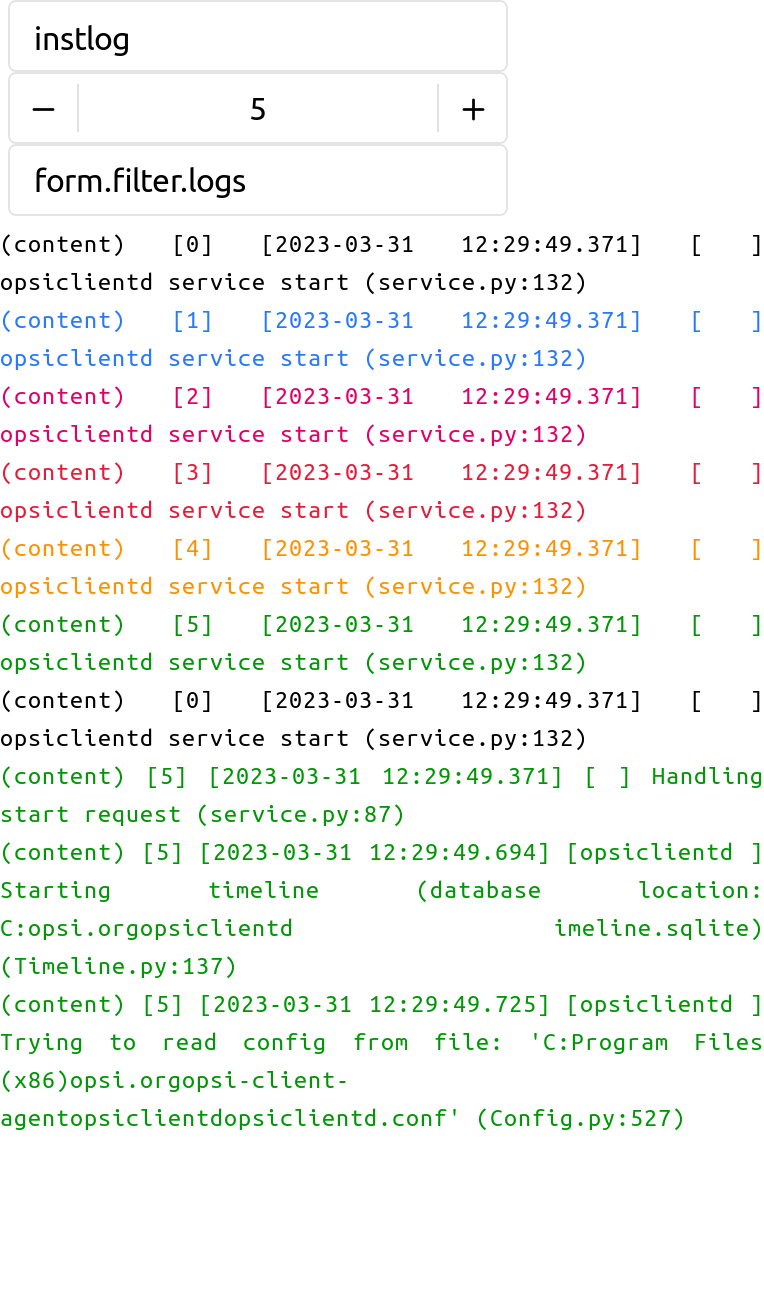 instlog
− 5 +
form.filter.logs
(content) [0] [2023-03-31 12:29:49.371] [ ]
opsiclientd service start (service.py:132)
(content) [1] [2023-03-31 12:29:49.371] [ ]
opsiclientd service start (service.py:132)
(content) [2] [2023-03-31 12:29:49.371] [ ]
opsiclientd service start (service.py:132)
(content) [3] [2023-03-31 12:29:49.371] [ ]
opsiclientd service start (service.py:132)
(content) [4] [2023-03-31 12:29:49.371] [ ]
opsiclientd service start (service.py:132)
(content) [5] [2023-03-31 12:29:49.371] [ ]
opsiclientd service start (service.py:132)
(content) [0] [2023-03-31 12:29:49.371] [ ]
opsiclientd service start (service.py:132)
(content) [5] [2023-03-31 12:29:49.371] [ ] Handling
start request (service.py:87)
(content) [5] [2023-03-31 12:29:49.694] [opsiclientd ]
Starting timeline (database location:
C:opsi.orgopsiclientd imeline.sqlite)
(Timeline.py:137)
(content) [5] [2023-03-31 12:29:49.725] [opsiclientd ]
Trying to read config from file: 'C:Program Files
(x86)opsi.orgopsi-client-
agentopsiclientdopsiclientd.conf' (Config.py:527)